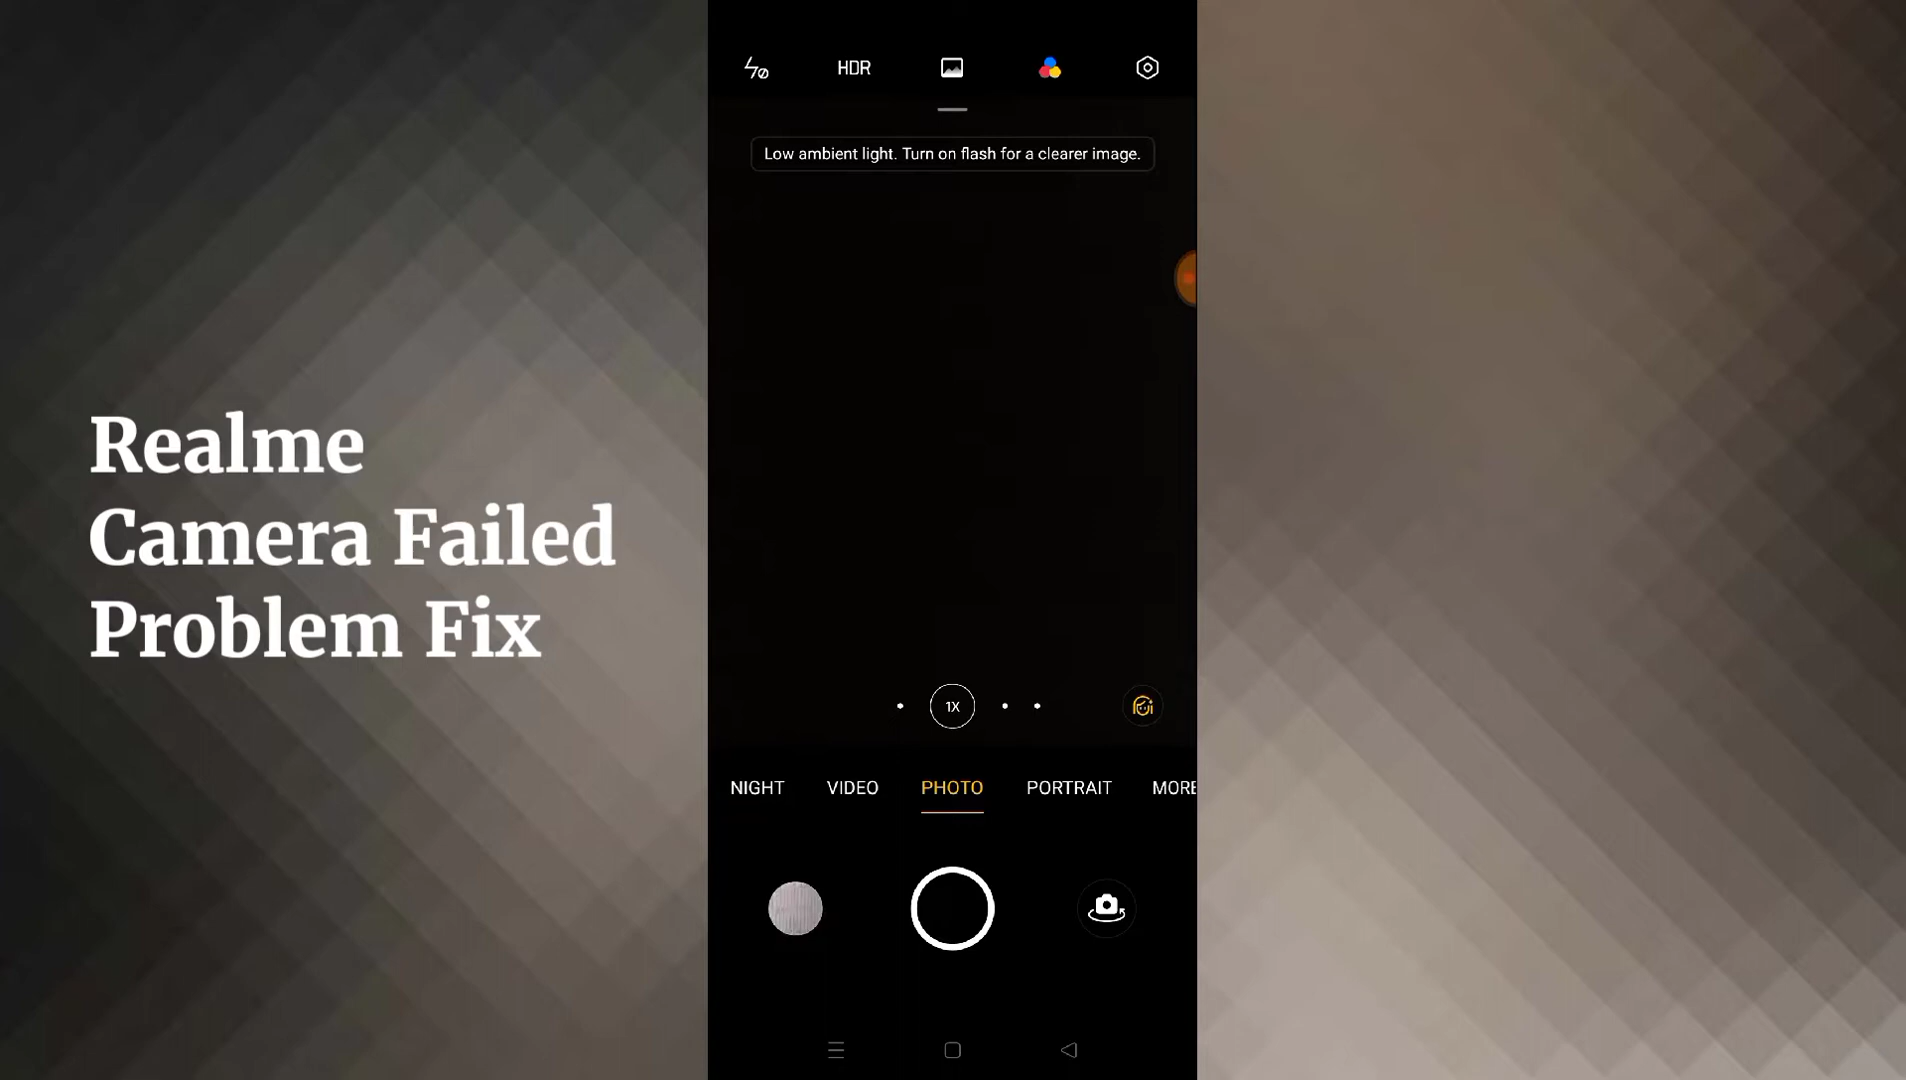 HDR
Low ambient light. Turn on flash for a clearer image.
Realme
Camera Failed
Problem Fix
1X
NIGHT VIDEO PHOTO PORTRAIT MORE